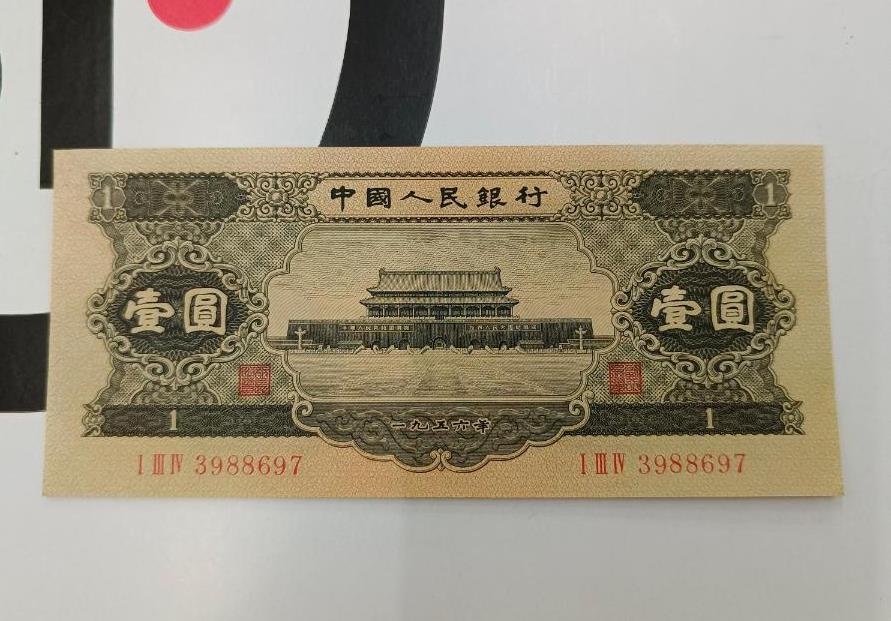 中國人民銀行
1 1
壹圓 壹圓
1 1
一九五六年
I III IV 3988697 I III IV 3988697